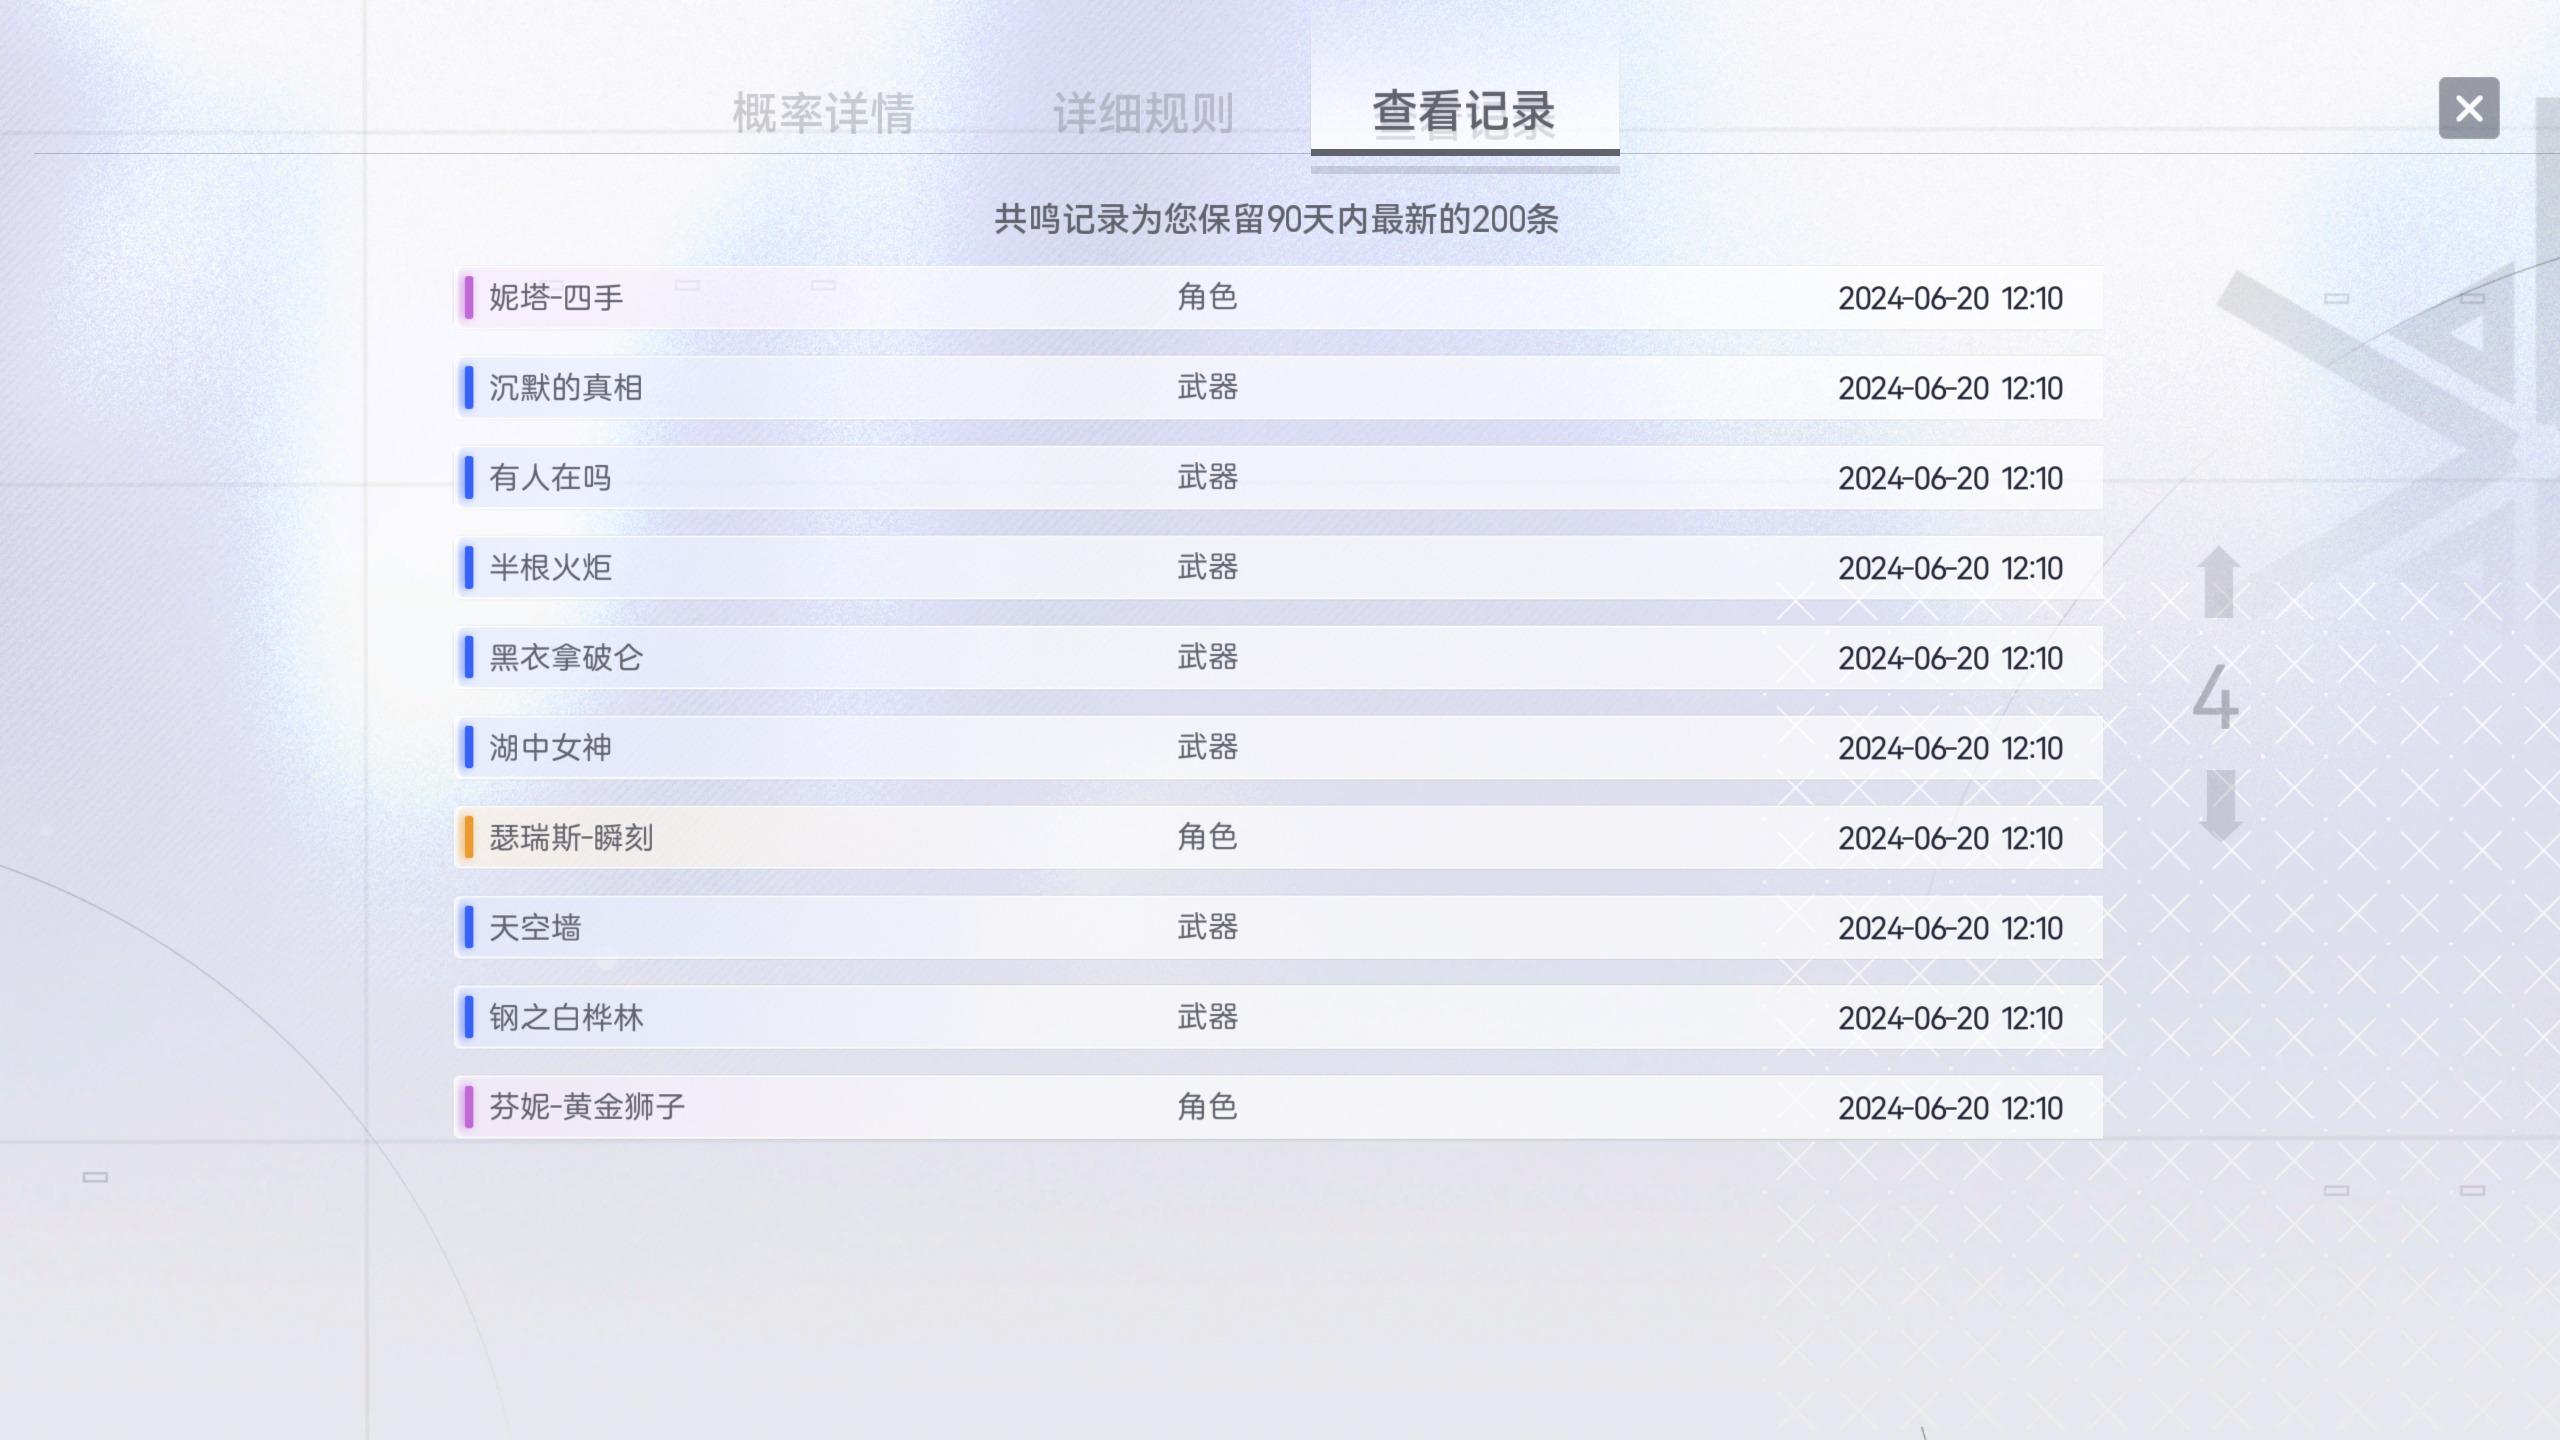 概率详情 详细规则 查看记录
共鸣记录为您保留90天内最新的200条
妮塔-四手 角色 2024-06-20 12:10
沉默的真相 武器 2024-06-20 12:10
有人在吗 武器 2024-06-20 12:10
半根火炬 武器 2024-06-20 12:10
黑衣拿破仑 武器 2024-06-20 12:10
湖中女神 武器 2024-06-20 12:10
瑟瑞斯-瞬刻 角色 2024-06-20 12:10
天空墙 武器 2024-06-20 12:10
钢之白桦林 武器 2024-06-20 12:10
芬妮-黄金狮子 角色 2024-06-20 12:10
4